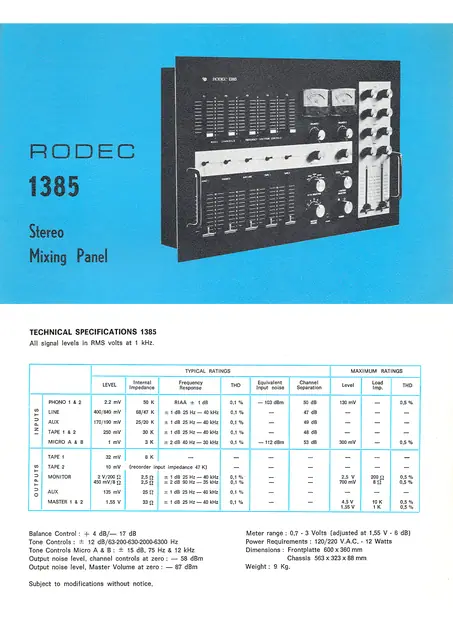 RODEC 1385
RODEC
1385
Stereo
Mixing Panel
TECHNICAL SPECIFICATIONS 1385
All signal levels in RMS volts at 1 kHz.
TYPICAL RATINGS MAXIMUM RATINGS
LEVEL Internal Impedance Frequency Response THD Equivalent Input noise Channel Separation Level Load Imp. THD
INPUTS
PHONO 1 & 2 2.2 mV 50 K RIAA ± 1 dB 0,1 % — 103 dBm 50 dB 130 mV — 0,5 %
LINE 400/840 mV 68/47 K ± 1 dB 25 Hz — 40 kHz 0,1 % — 47 dB — — —
AUX 170/190 mV 25/20 K ± 1 dB 25 Hz — 40 kHz 0,1 % — 49 dB — — —
TAPE 1 & 2 250 mV 30 K ± 1 dB 25 Hz — 40 kHz 0,1 % — 48 dB — — —
MICRO A & B 1 mV 3 K ± 2 dB 40 Hz — 30 kHz 0,1 % — 112 dBm 55 dB 300 mV — 0,5 %
OUTPUTS
TAPE 1 32 mV 8 K — — — — — — —
TAPE 2 10 mV (recorder input impedance 47 K) — — — — —
MONITOR 2 V/200 Ω 2,5 Ω ± 1 dB 25 Hz — 40 kHz 0,1 % — — 2,5 V 200 Ω 0,5 %
400 mV/8 Ω 2,5 Ω ± 2 dB 50 Hz — 35 kHz 0,1 % 700 mV 8 Ω 0,5 %
AUX 135 mV 25 Ω ± 1 dB 25 Hz — 40 kHz 0,1 % — — — — —
MASTER 1 & 2 1,55 V 33 Ω ± 1 dB 25 Hz — 40 kHz 0,1 % — — 4,5 V 10 K 0,5 %
1,55 V 1 K 0,5 %
Balance Control : + 4 dB/— 17 dB
Tone Controls : ± 12 dB/63-200-630-2000-6300 Hz
Tone Controls Micro A & B : ± 15 dB, 75 Hz & 12 kHz
Output noise level, channel controls at zero : — 58 dBm
Output noise level, Master Volume at zero : — 87 dBm
Subject to modifications without notice.
Meter range : 0,7 - 3 Volts (adjusted at 1,55 V - 6 dB)
Power Requirements : 120/220 V.A.C. - 12 Watts
Dimensions : Frontplatte 600 x 360 mm
Chassis 563 x 323 x 88 mm
Weight : 9 Kg.